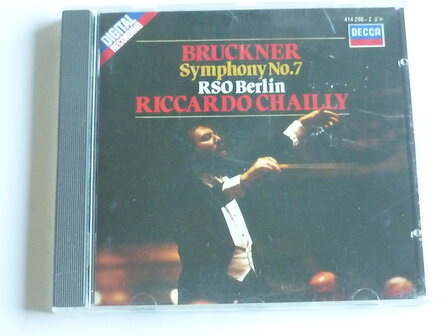 DIGITAL
RECORDING
414 290-2
DECCA
BRUCKNER
Symphony No.7
RSO Berlin
RICCARDO CHAILLY